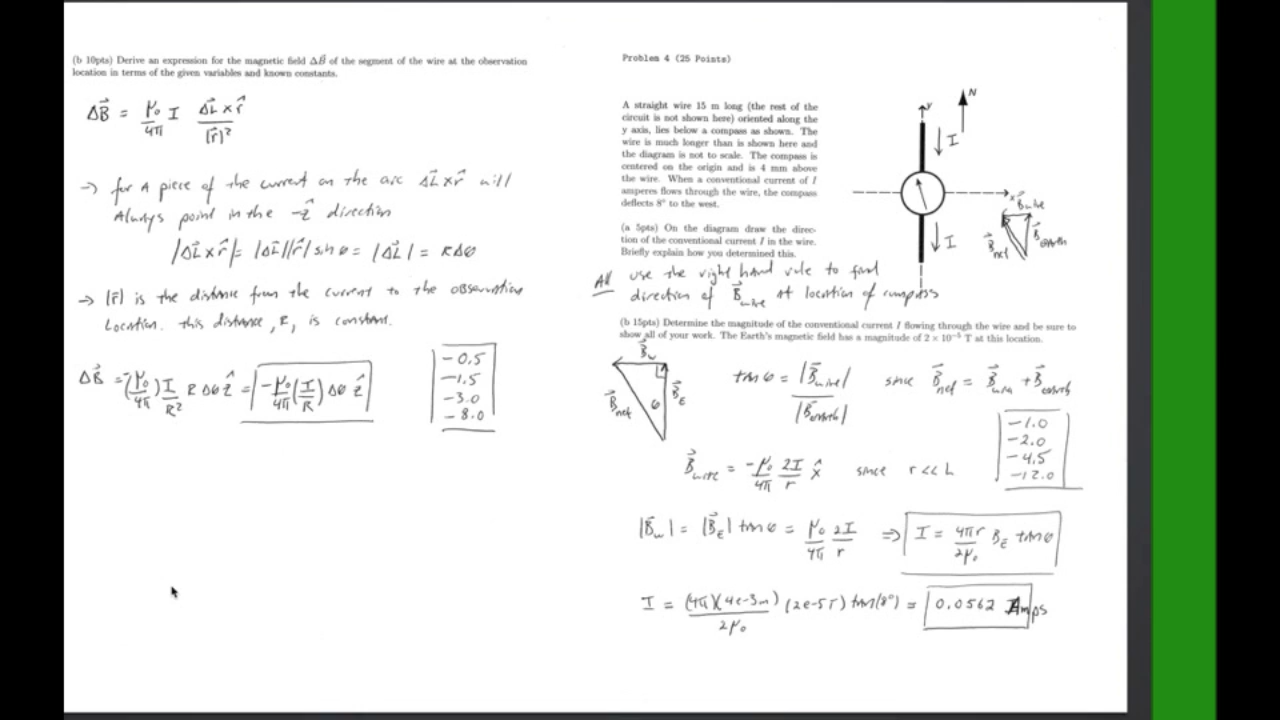 (b 10pts) Derive an expression for the magnetic field ΔB⃗ of the segment of the wire at the observation
location in terms of the given variables and known constants.
ΔB⃗ = μ₀/4π I ΔL⃗ × r̂ / |r⃗|²
→ for a piece of the current on the arc ΔL⃗ × r̂ will
Always point in the -ẑ direction
|ΔL⃗ × r̂| = |ΔL⃗||r̂| sin θ = |ΔL⃗| = RΔθ
→ |r⃗| is the distance from the current to the observation
Location. this distance, R, is constant.
ΔB⃗ = -(μ₀/4π) I/R² R Δθ ẑ = -μ₀/4π (I/R) Δθ ẑ
-0.5
-1.5
-3.0
-8.0
Problem 4 (25 Points)
A straight wire 15 m long (the rest of the
circuit is not shown here) oriented along the
y axis, lies below a compass as shown. The
wire is much longer than is shown here and
the diagram is not to scale. The compass is
centered on the origin and is 4 mm above
the wire. When a conventional current of I
amperes flows through the wire, the compass
deflects 8° to the west.
y
N
I
x
B⃗wire
B⃗earth
B⃗net
I
(a 5pts) On the diagram draw the direc-
tion of the conventional current I in the wire.
Briefly explain how you determined this.
All use the right hand rule to find
direction of B⃗wire at location of compass
(b 15pts) Determine the magnitude of the conventional current I flowing through the wire and be sure to
show all of your work. The Earth's magnetic field has a magnitude of 2 × 10⁻⁵ T at this location.
B⃗w
B⃗E
B⃗net
θ
tan θ = |B⃗wire| / |B⃗earth| since B⃗net = B⃗wire + B⃗earth
-1.0
-2.0
-4.5
-12.0
B⃗wire = -μ₀/4π 2I/r x̂ since r << L
|B⃗w| = |B⃗E| tan θ = μ₀/4π 2I/r ⇒ I = 4πr/2μ₀ BE tan θ
I = (4π)(4e-3m)/2μ₀ (2e-5T) tan(8°) = 0.0562 Amps